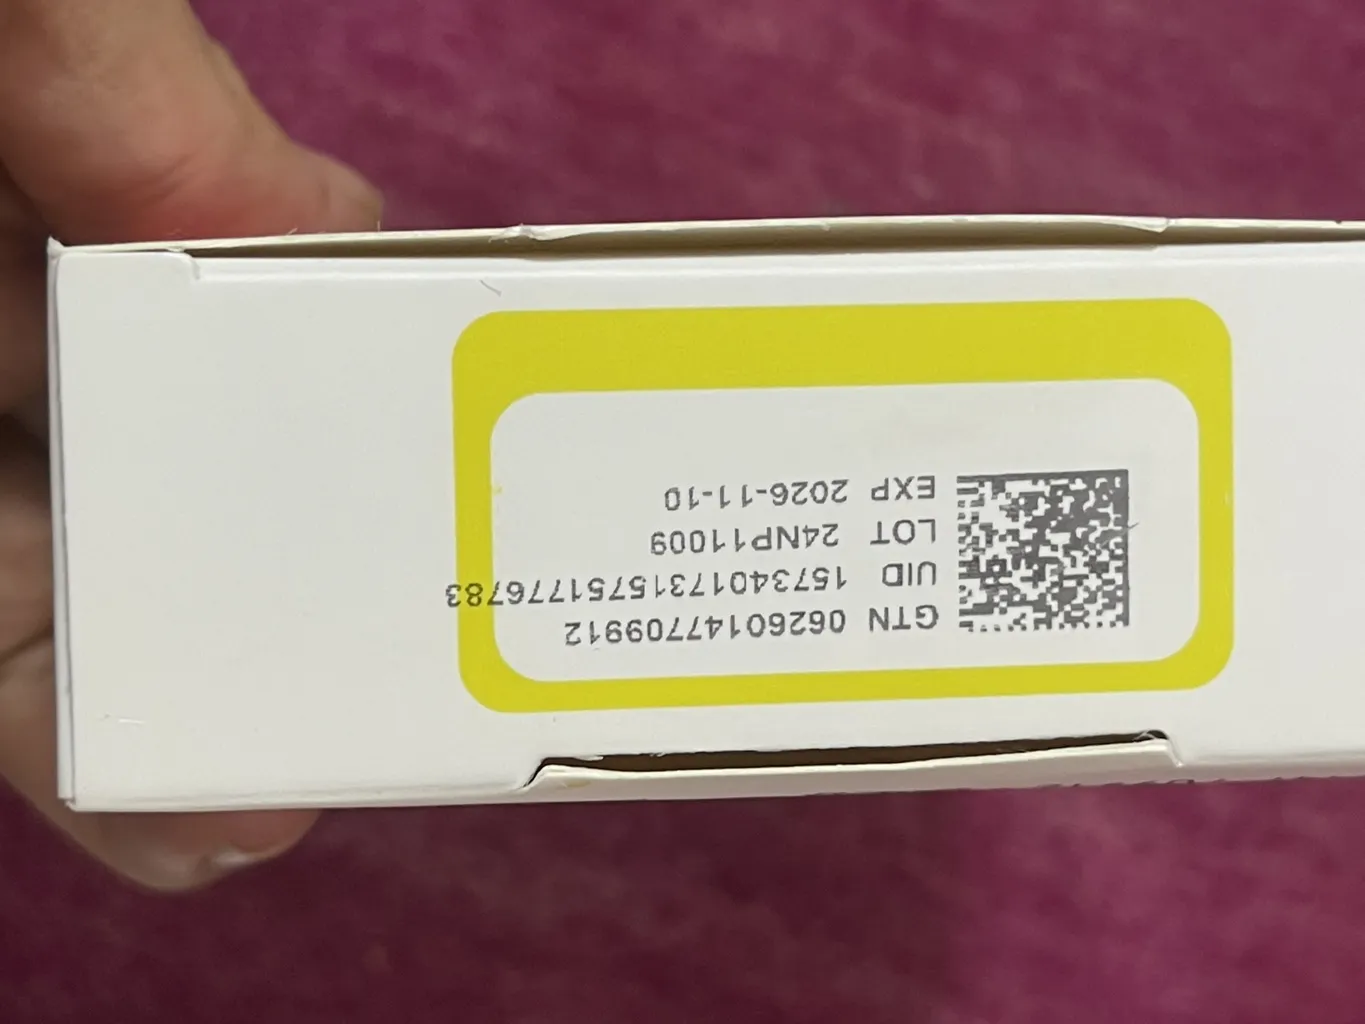 GTN 06260147709912
UID 15734017315751776783
LOT 24NP11009
EXP 2026-11-10